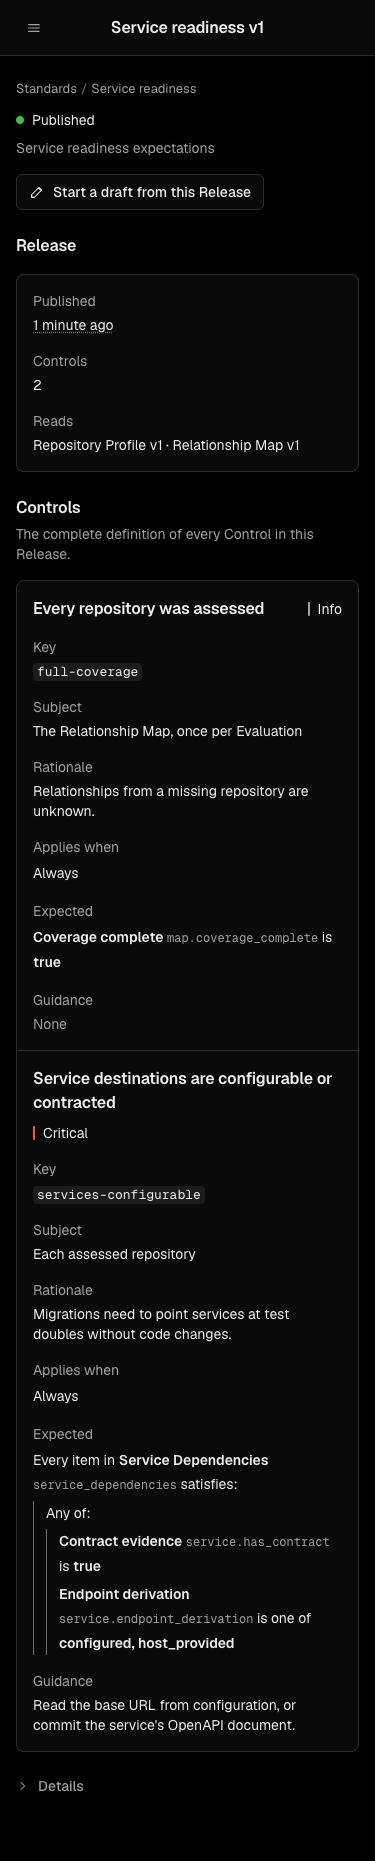 Service readiness v1
Standards / Service readiness
Published
Service readiness expectations
Start a draft from this Release
Release
Published
1 minute ago
Controls
2
Reads
Repository Profile v1 · Relationship Map v1
Controls
The complete definition of every Control in this
Release.
Every repository was assessed
Info
Key
full-coverage
Subject
The Relationship Map, once per Evaluation
Rationale
Relationships from a missing repository are
unknown.
Applies when
Always
Expected
Coverage complete map.coverage_complete is
true
Guidance
None
Service destinations are configurable or
contracted
Critical
Key
services-configurable
Subject
Each assessed repository
Rationale
Migrations need to point services at test
doubles without code changes.
Applies when
Always
Expected
Every item in Service Dependencies
service_dependencies satisfies:
Any of:
Contract evidence service.has_contract
is true
Endpoint derivation
service.endpoint_derivation is one of
configured, host_provided
Guidance
Read the base URL from configuration, or
commit the service's OpenAPI document.
Details